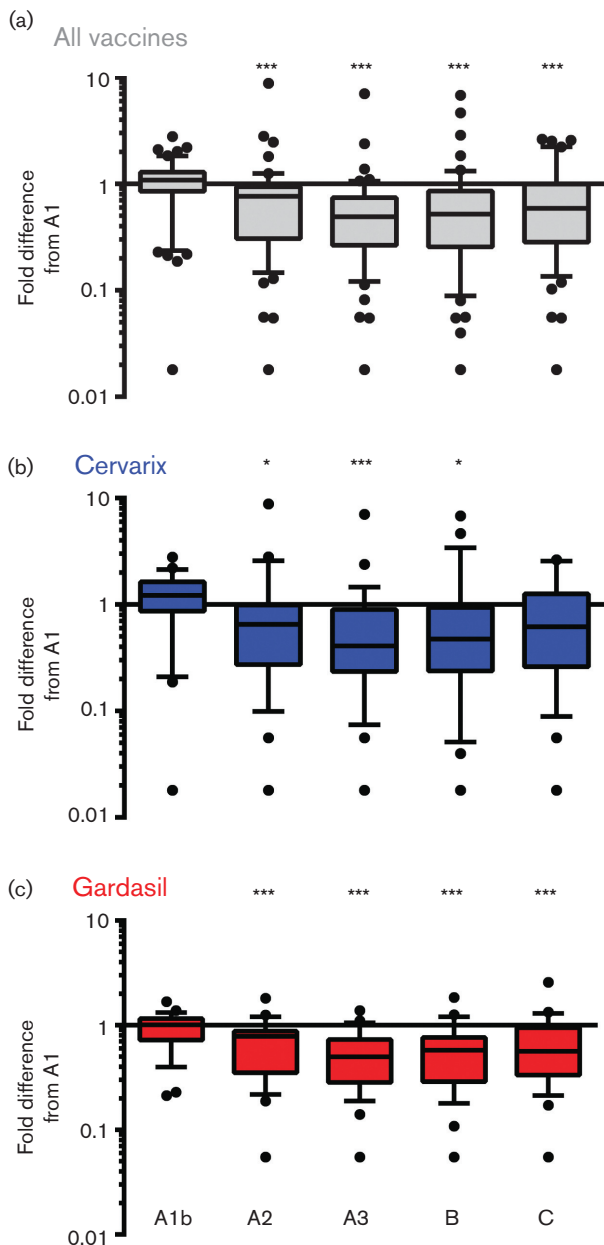 (a)
All vaccines
*** *** *** ***
10
1
0.1
0.01
Fold difference
from A1
(b)
Cervarix
* *** *
10
1
0.1
0.01
Fold difference
from A1
(c)
Gardasil
*** *** *** ***
10
1
0.1
0.01
Fold difference
from A1
A1b A2 A3 B C